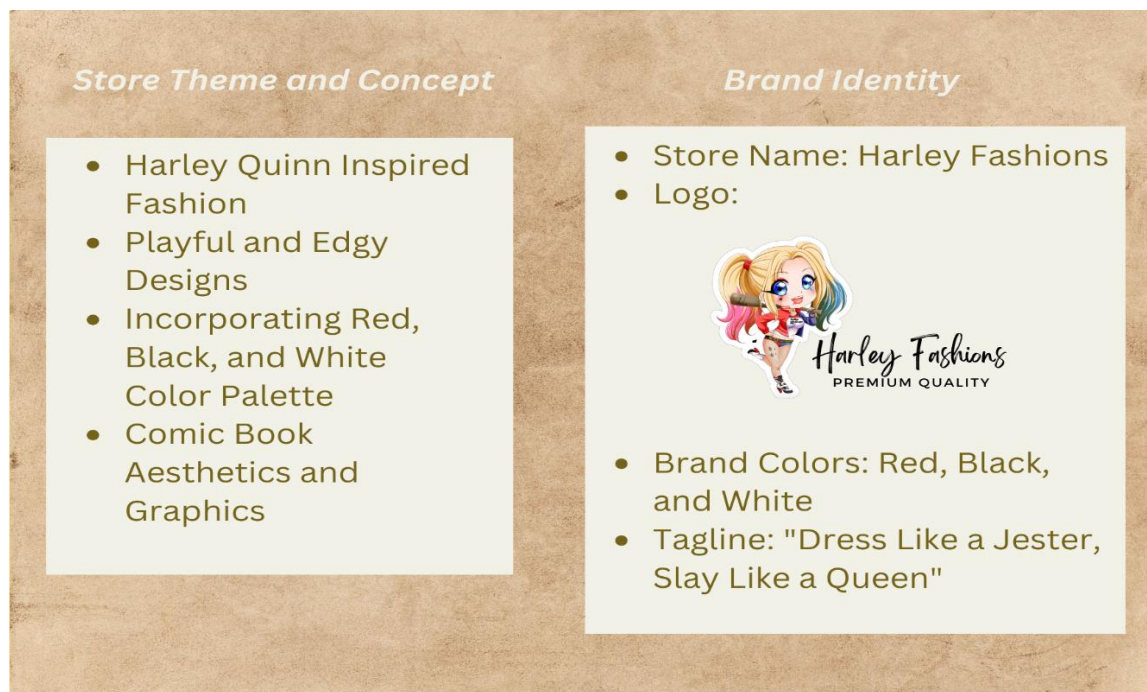 Store Theme and Concept
• Harley Quinn Inspired
Fashion
• Playful and Edgy
Designs
• Incorporating Red,
Black, and White
Color Palette
• Comic Book
Aesthetics and
Graphics
Brand Identity
• Store Name: Harley Fashions
• Logo:
Harley Fashions
PREMIUM QUALITY
• Brand Colors: Red, Black,
and White
• Tagline: "Dress Like a Jester,
Slay Like a Queen"